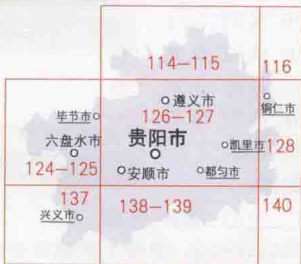 114—115
116
遵义市
铜仁市
毕节市
126—127
六盘水市
贵阳市
凯里市
128
124—125
安顺市
都匀市
137
138—139
140
兴义市